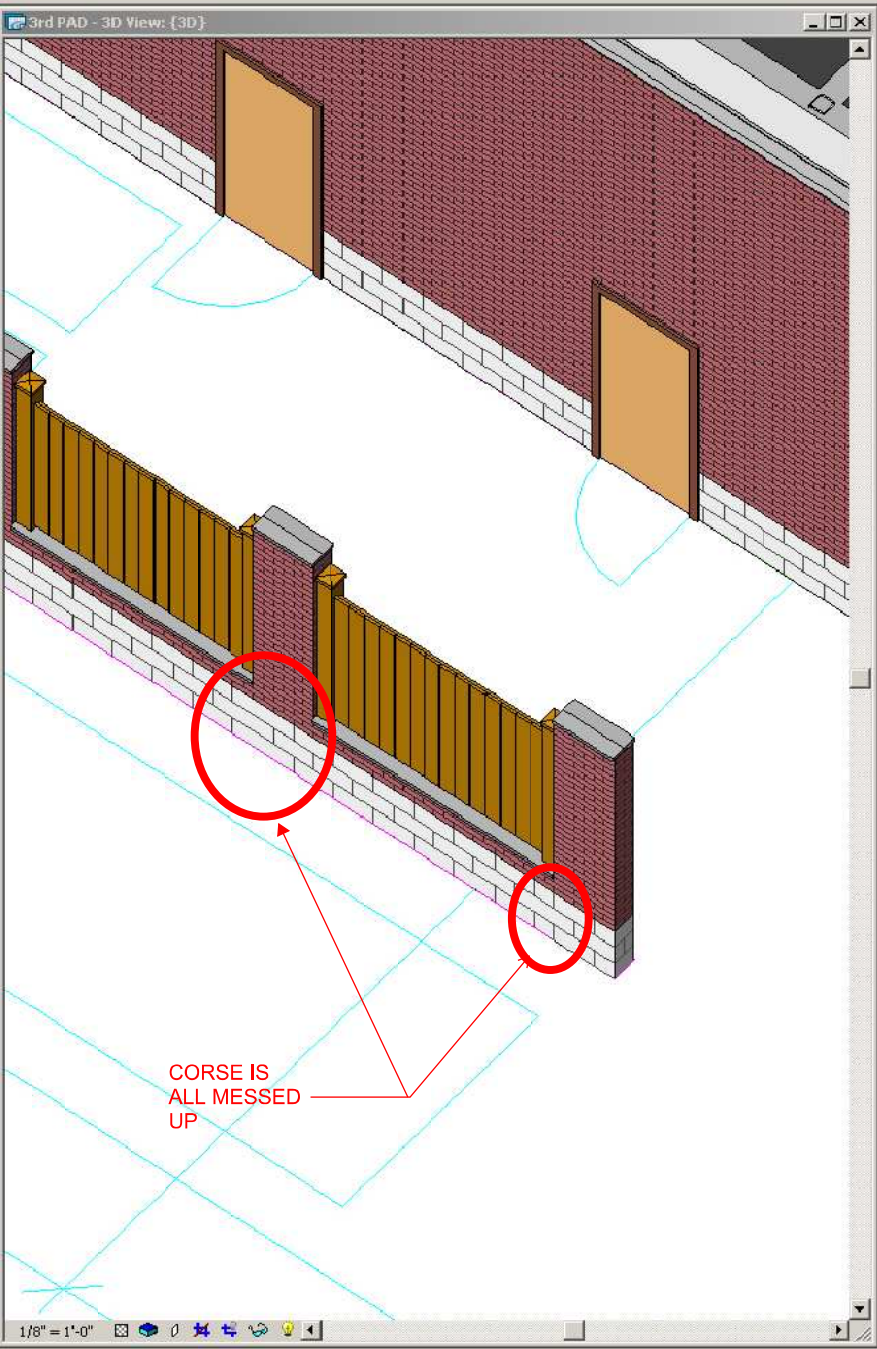 3rd PAD - 3D View: {3D}
CORSE IS
ALL MESSED
UP
1/8" = 1'-0"